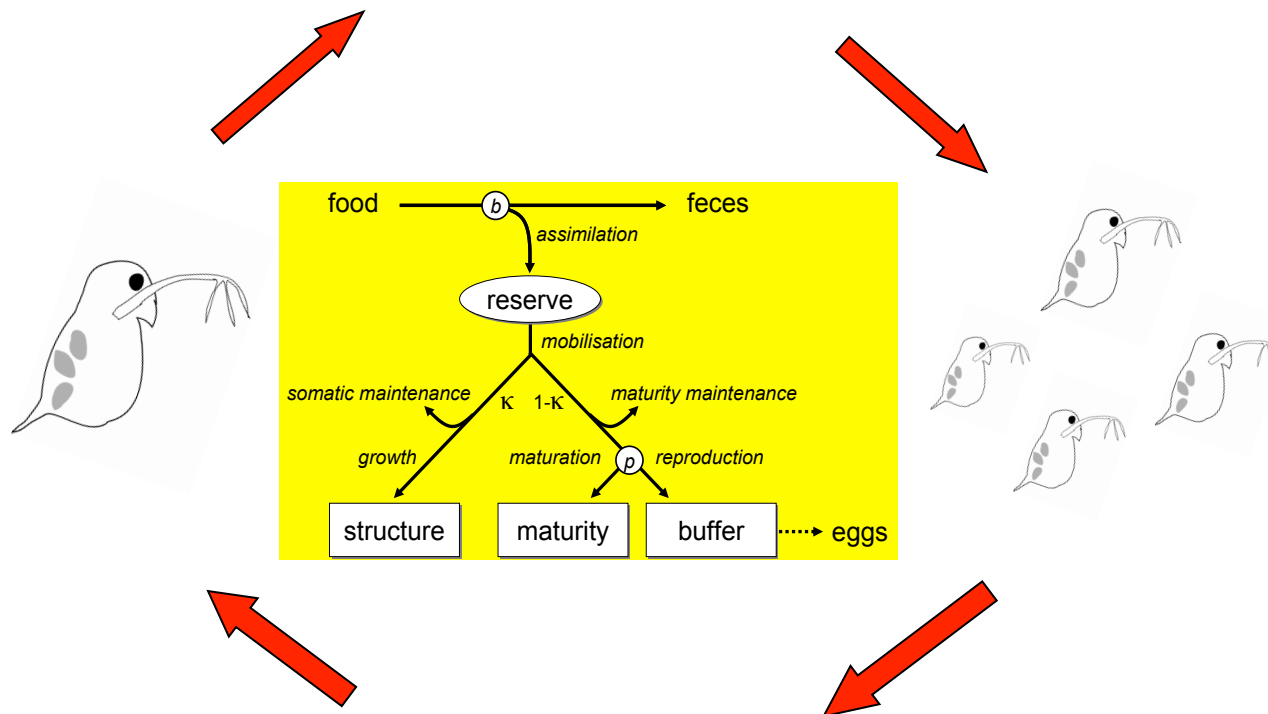 food b feces
assimilation
reserve
mobilisation
somatic maintenance κ 1-κ maturity maintenance
growth maturation p reproduction
structure maturity buffer eggs